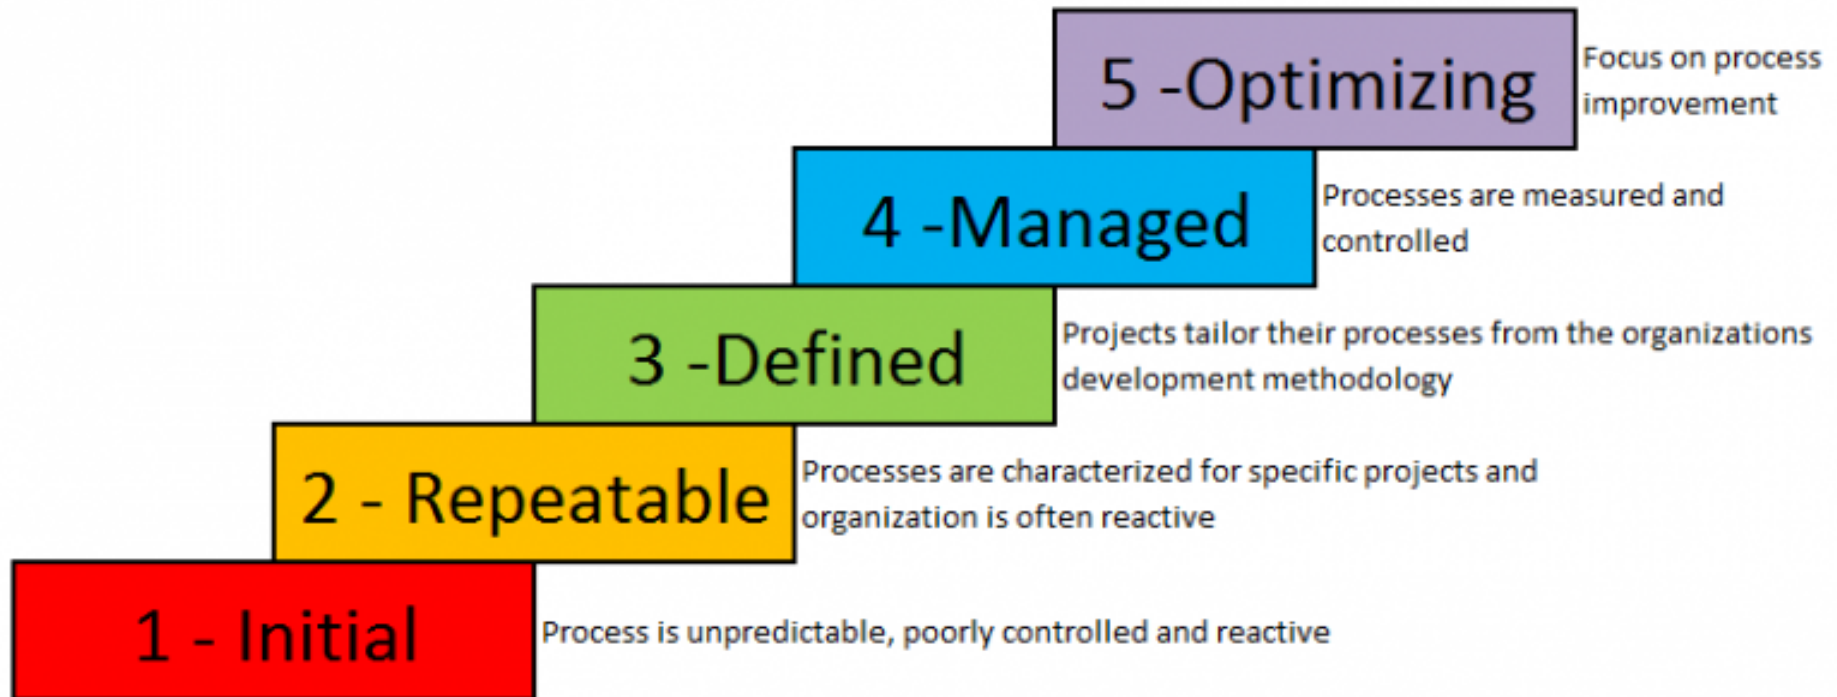 5 -Optimizing
Focus on process
improvement
4 -Managed
Processes are measured and
controlled
3 -Defined
Projects tailor their processes from the organizations
development methodology
2 - Repeatable
Processes are characterized for specific projects and
organization is often reactive
1 - Initial
Process is unpredictable, poorly controlled and reactive